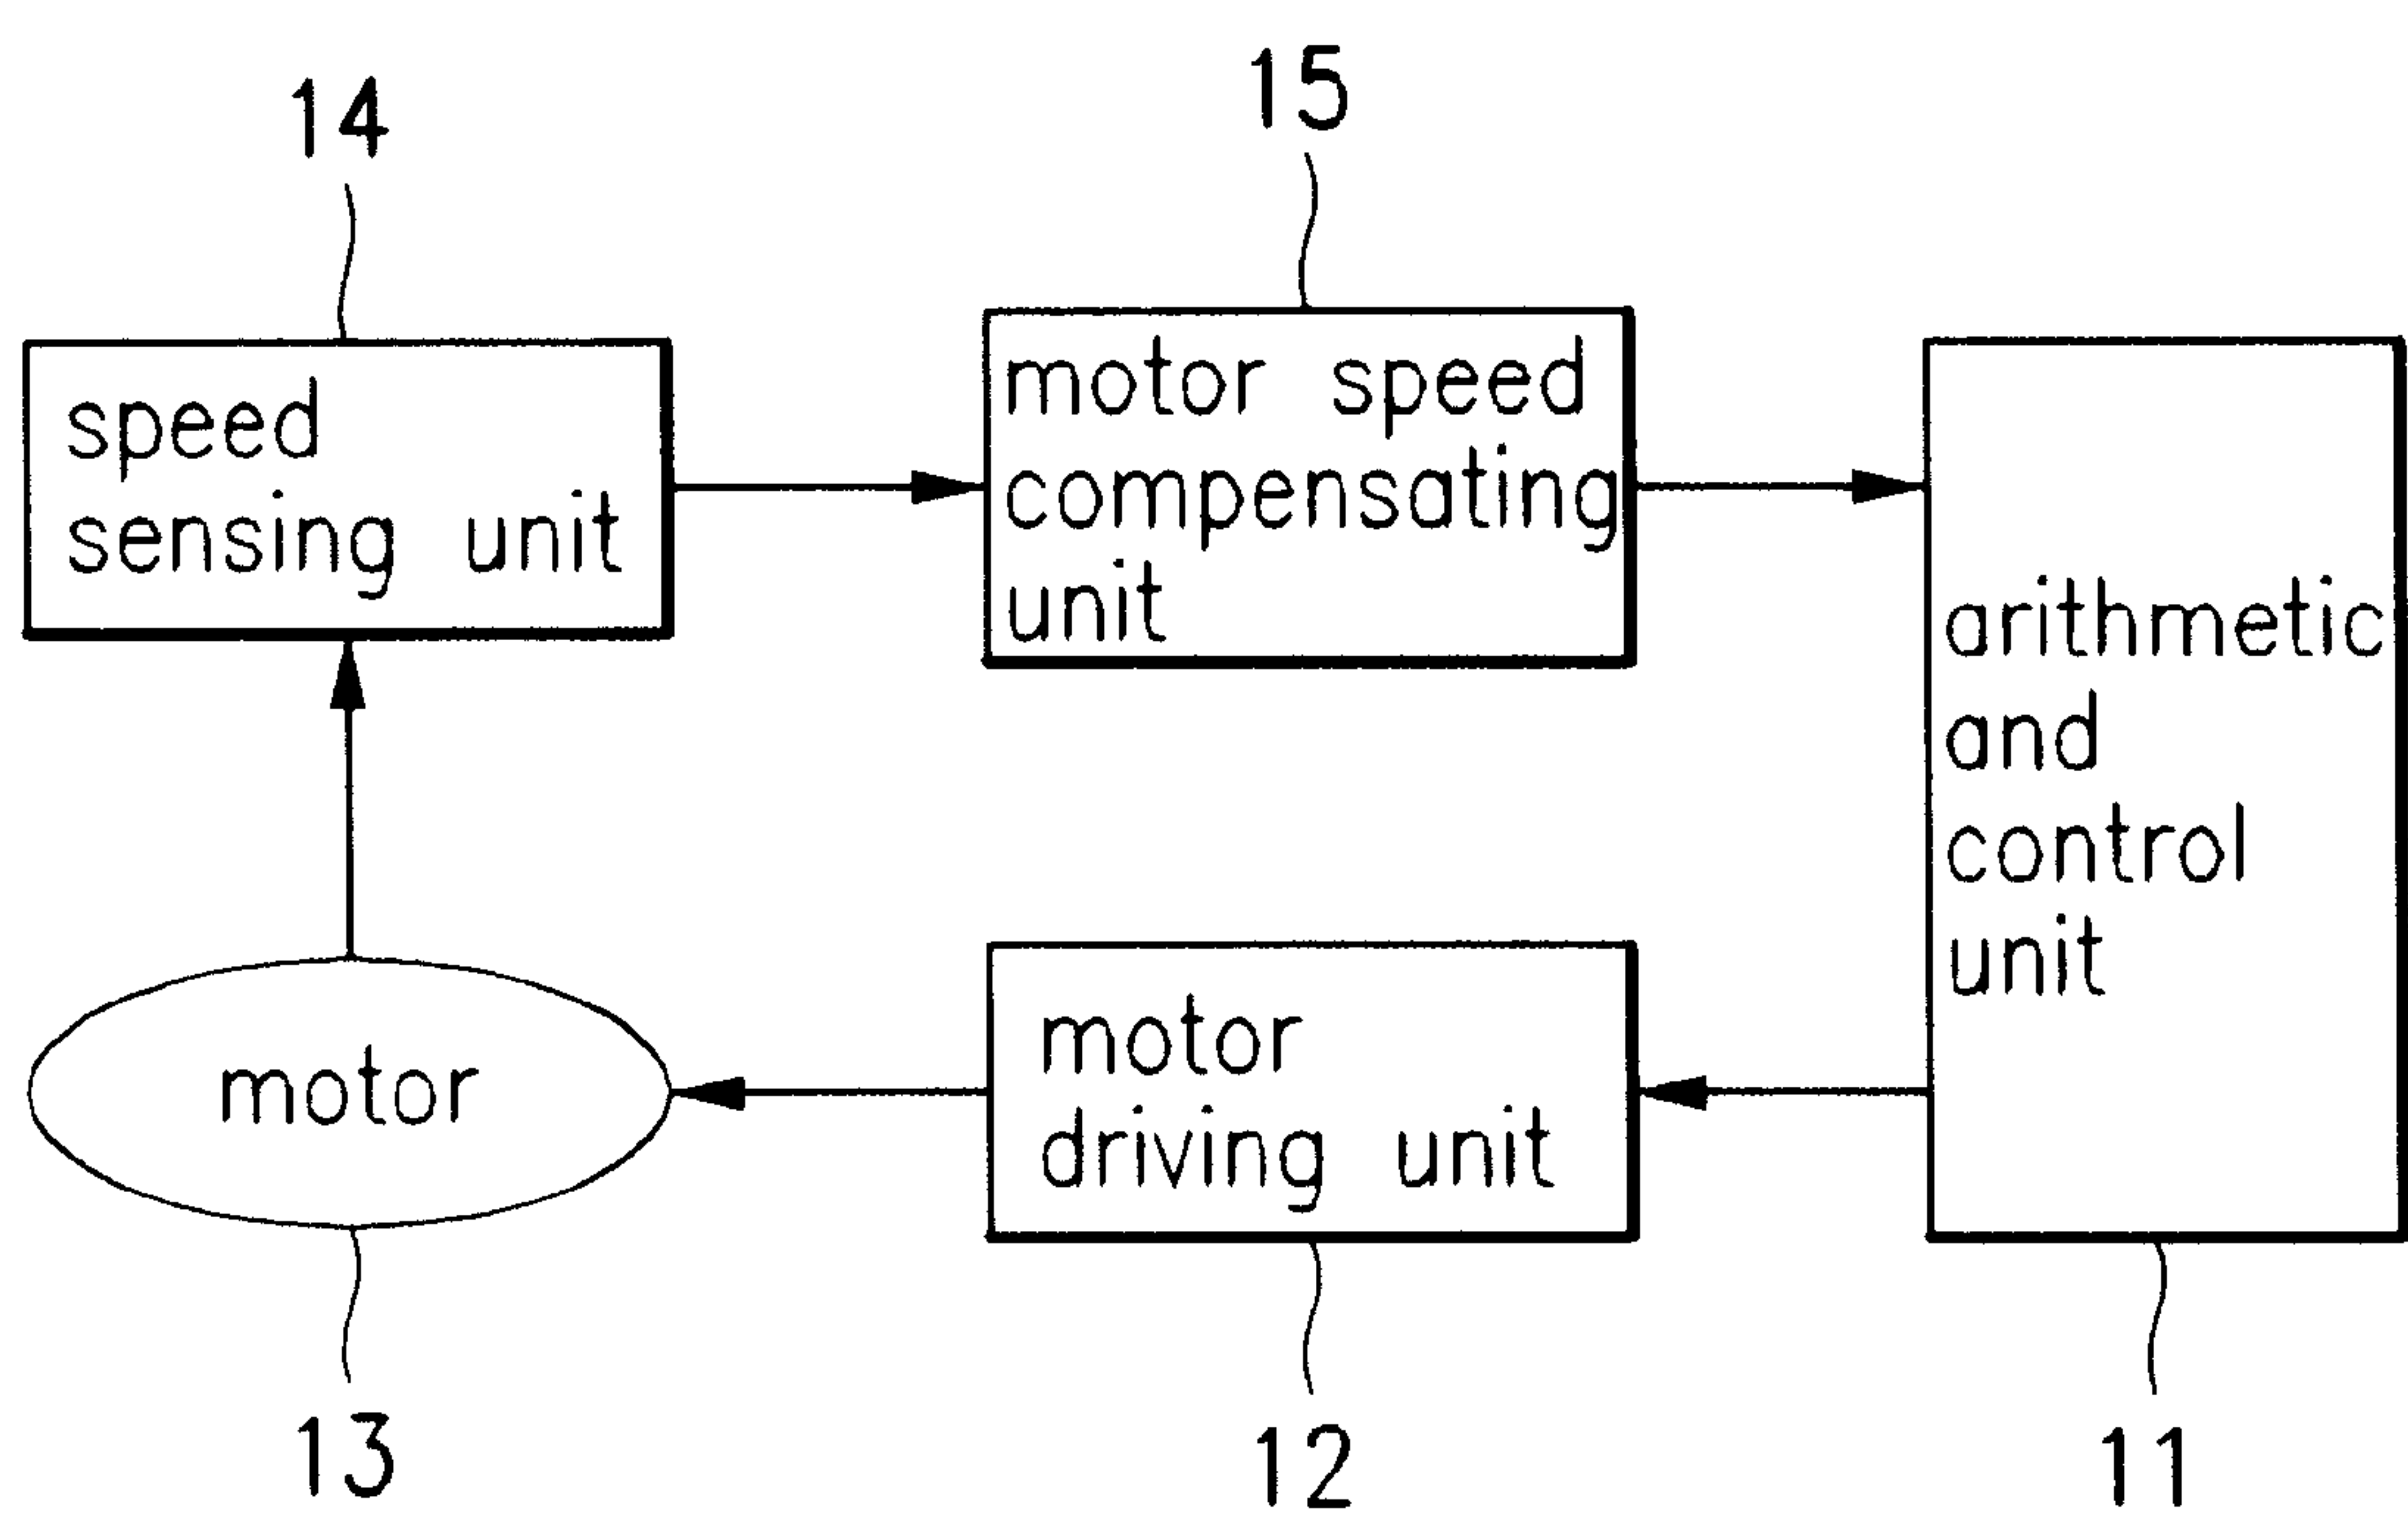 14
15
speed
sensing unit
motor speed
compensating
unit
arithmetic
and
control
unit
motor
motor
driving unit
13
12
11